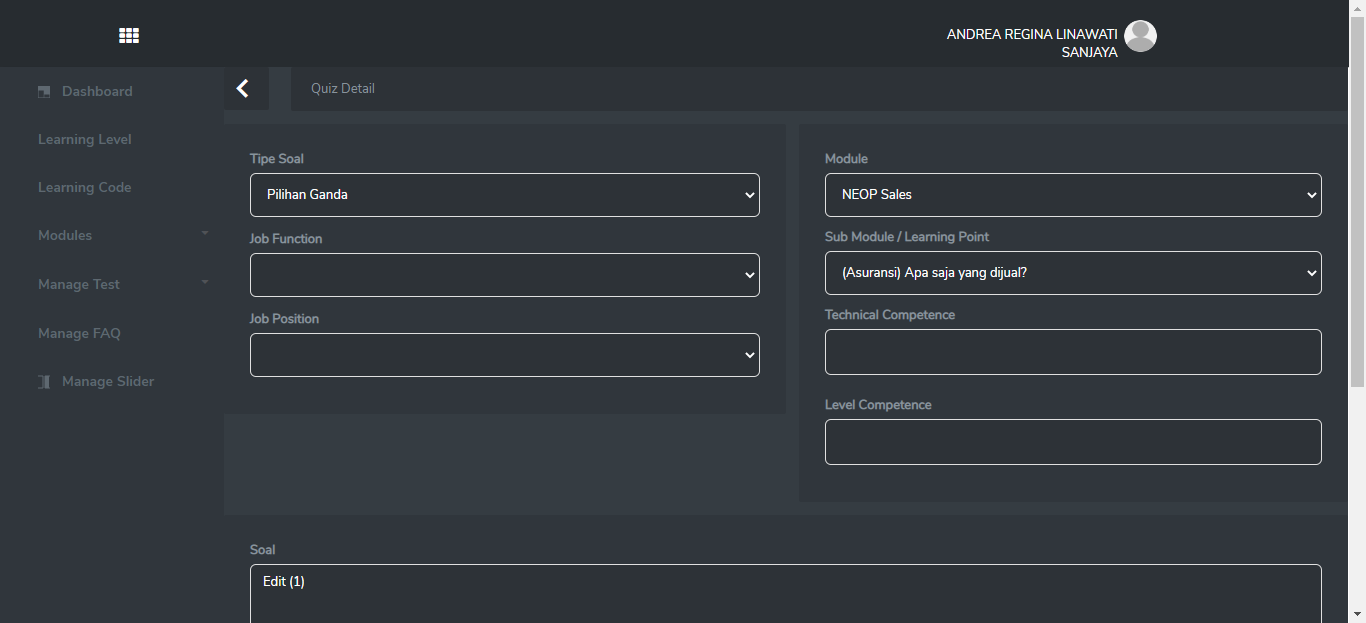 ANDREA REGINA LINAWATI
SANJAYA
Dashboard
Learning Level
Learning Code
Modules
Manage Test
Manage FAQ
Manage Slider
Quiz Detail
Tipe Soal
Pilihan Ganda
Job Function
Job Position
Module
NEOP Sales
Sub Module / Learning Point
(Asuransi) Apa saja yang dijual?
Technical Competence
Level Competence
Soal
Edit (1)